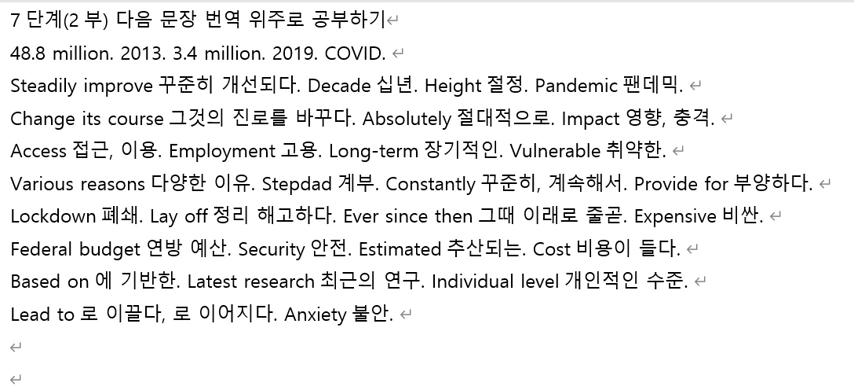 7 단계(2 부) 다음 문장 번역 위주로 공부하기
48.8 million. 2013. 3.4 million. 2019. COVID.
Steadily improve 꾸준히 개선되다. Decade 십년. Height 절정. Pandemic 팬데믹.
Change its course 그것의 진로를 바꾸다. Absolutely 절대적으로. Impact 영향, 충격.
Access 접근, 이용. Employment 고용. Long-term 장기적인. Vulnerable 취약한.
Various reasons 다양한 이유. Stepdad 계부. Constantly 꾸준히, 계속해서. Provide for 부양하다.
Lockdown 폐쇄. Lay off 정리 해고하다. Ever since then 그때 이래로 줄곧. Expensive 비싼.
Federal budget 연방 예산. Security 안전. Estimated 추산되는. Cost 비용이 들다.
Based on 에 기반한. Latest research 최근의 연구. Individual level 개인적인 수준.
Lead to 로 이끌다, 로 이어지다. Anxiety 불안.